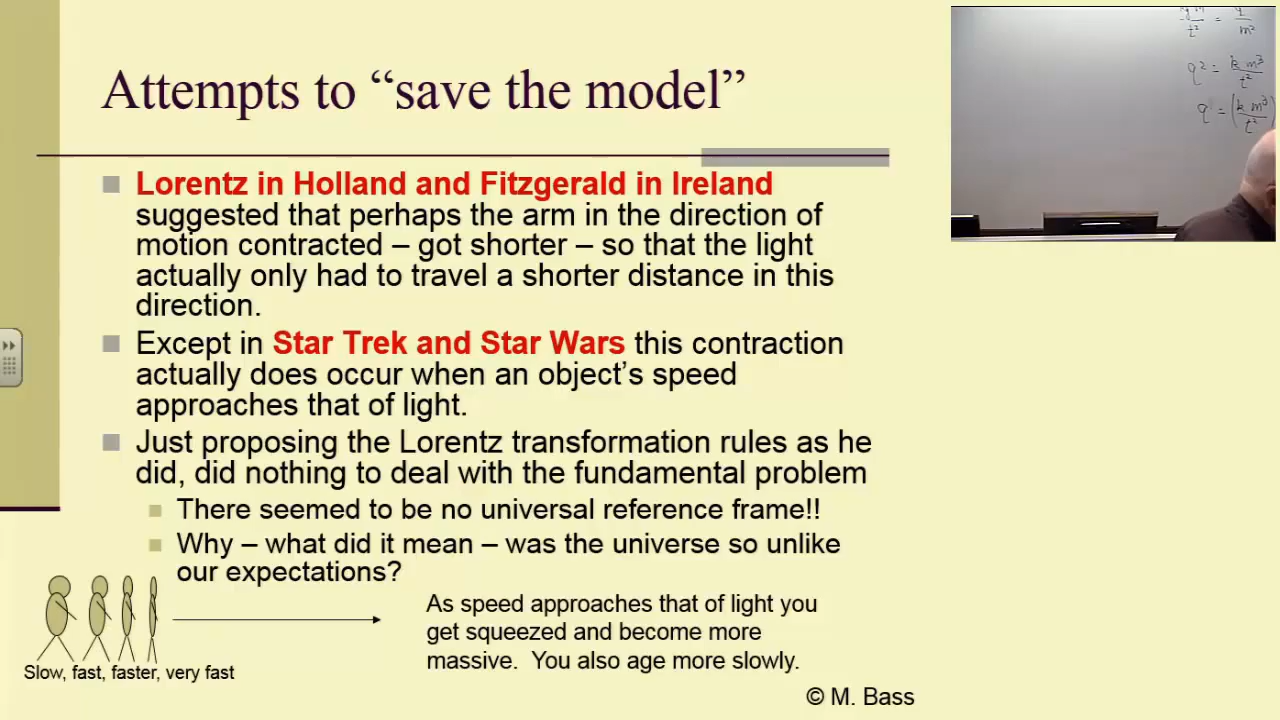 Attempts to “save the model”
Lorentz in Holland and Fitzgerald in Ireland
suggested that perhaps the arm in the direction of
motion contracted – got shorter – so that the light
actually only had to travel a shorter distance in this
direction.
Except in Star Trek and Star Wars this contraction
actually does occur when an object’s speed
approaches that of light.
Just proposing the Lorentz transformation rules as he
did, did nothing to deal with the fundamental problem
There seemed to be no universal reference frame!!
Why – what did it mean – was the universe so unlike
our expectations?
As speed approaches that of light you
get squeezed and become more
massive. You also age more slowly.
Slow, fast, faster, very fast
© M. Bass